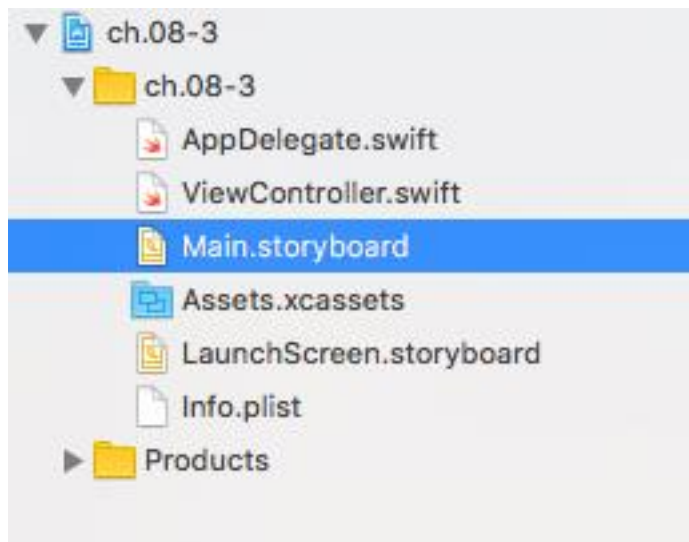 ch.08-3
ch.08-3
AppDelegate.swift
ViewController.swift
Main.storyboard
Assets.xcassets
LaunchScreen.storyboard
Info.plist
Products